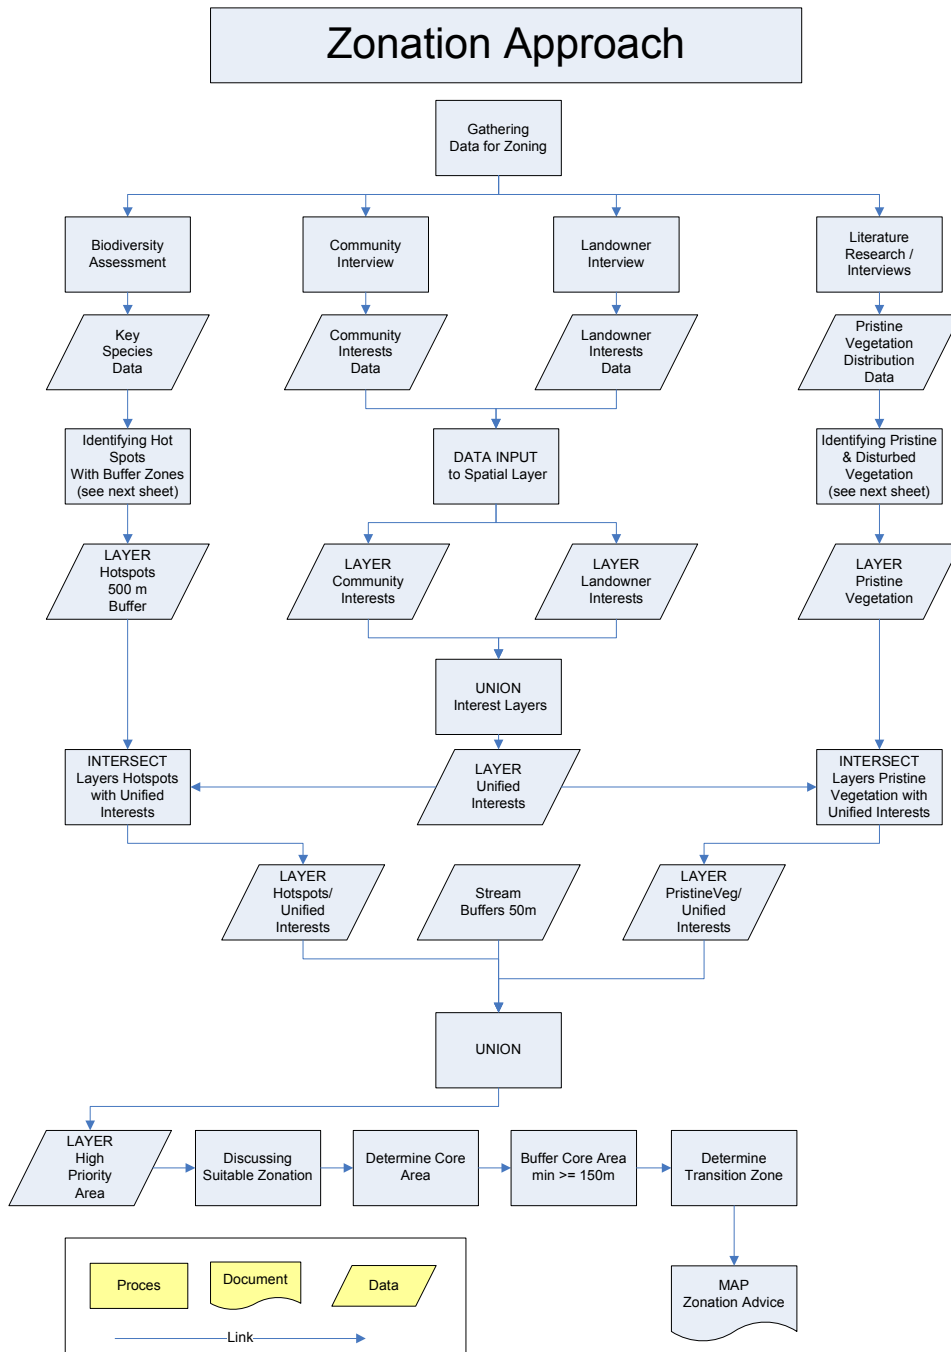 Zonation Approach
Gathering
Data for Zoning
Biodiversity
Assessment
Community
Interview
Landowner
Interview
Literature
Research /
Interviews
Key
Species
Data
Community
Interests
Data
Landowner
Interests
Data
Pristine
Vegetation
Distribution
Data
Identifying Hot
Spots
With Buffer Zones
(see next sheet)
DATA INPUT
to Spatial Layer
Identifying Pristine
& Disturbed
Vegetation
(see next sheet)
LAYER
Hotspots
500 m
Buffer
LAYER
Community
Interests
LAYER
Landowner
Interests
LAYER
Pristine
Vegetation
UNION
Interest Layers
INTERSECT
Layers Hotspots
with Unified
Interests
LAYER
Unified
Interests
INTERSECT
Layers Pristine
Vegetation with
Unified Interests
LAYER
Hotspots/
Unified
Interests
Stream
Buffers 50m
LAYER
PristineVeg/
Unified
Interests
UNION
LAYER
High
Priority
Area
Discussing
Suitable Zonation
Determine Core
Area
Buffer Core Area
min >= 150m
Determine
Transition Zone
MAP
Zonation Advice
Proces
Document
Data
Link